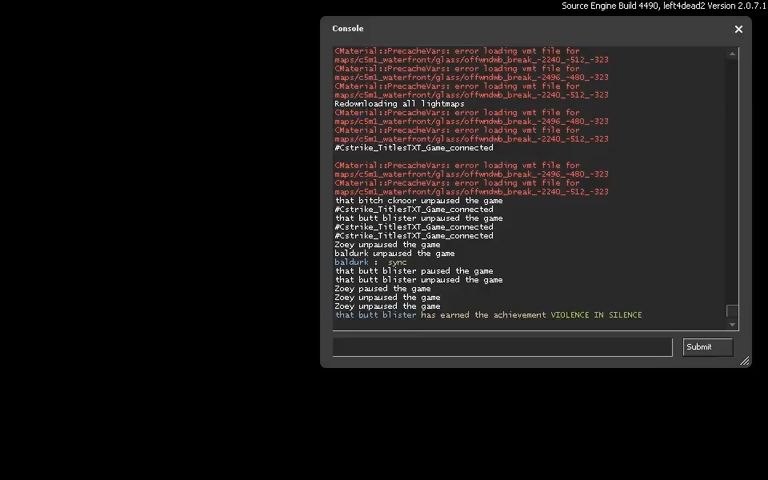 Source Engine Build 4490, left4dead2 Version 2.0.7.1
Console
CMaterial::PrecacheVars: error loading vmt file for
maps/c5m1_waterfront/glass/offwndwb_break_-2240_-512_-323
CMaterial::PrecacheVars: error loading vmt file for
maps/c5m1_waterfront/glass/offwndwb_break_-2496_-480_-323
CMaterial::PrecacheVars: error loading vmt file for
maps/c5m1_waterfront/glass/offwndwb_break_-2240_-512_-323
Redownloading all lightmaps
CMaterial::PrecacheVars: error loading vmt file for
maps/c5m1_waterfront/glass/offwndwb_break_-2496_-480_-323
CMaterial::PrecacheVars: error loading vmt file for
maps/c5m1_waterfront/glass/offwndwb_break_-2240_-512_-323
#Cstrike_TitlesTXT_Game_connected
CMaterial::PrecacheVars: error loading vmt file for
maps/c5m1_waterfront/glass/offwndwb_break_-2496_-480_-323
CMaterial::PrecacheVars: error loading vmt file for
maps/c5m1_waterfront/glass/offwndwb_break_-2240_-512_-323
that bitch cknoor unpaused the game
#Cstrike_TitlesTXT_Game_connected
that butt blister unpaused the game
#Cstrike_TitlesTXT_Game_connected
#Cstrike_TitlesTXT_Game_connected
Zoey unpaused the game
baldurk unpaused the game
baldurk :  sync
that butt blister paused the game
that butt blister unpaused the game
Zoey paused the game
Zoey unpaused the game
Zoey unpaused the game
that butt blister has earned the achievement VIOLENCE IN SILENCE
Submit